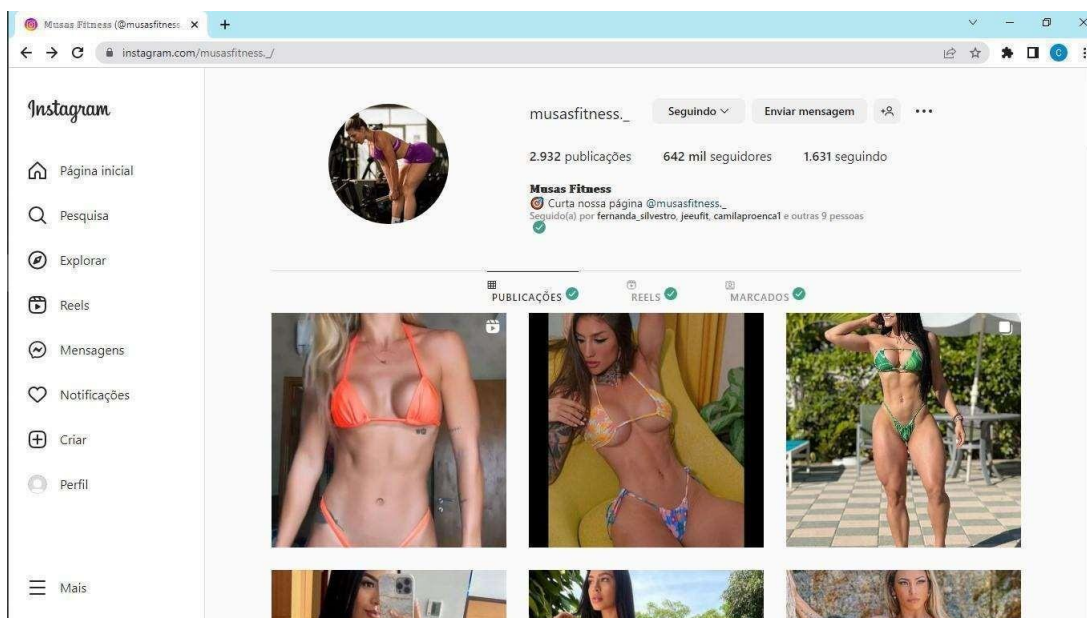 Musas Fitness (@musasfitness
instagram.com/musasfitness._/
C
Instagram
Página inicial
Pesquisa
Explorar
Reels
Mensagens
Notificações
Criar
Perfil
Mais
musasfitness._ Seguindo Enviar mensagem
2.932 publicações 642 mil seguidores 1.631 seguindo
Musas Fitness
Curta nossa página @musasfitness._
Seguido(a) por fernanda_silvestro, jeeufit, camilaproenca1 e outras 9 pessoas
PUBLICAÇÕES REELS MARCADOS